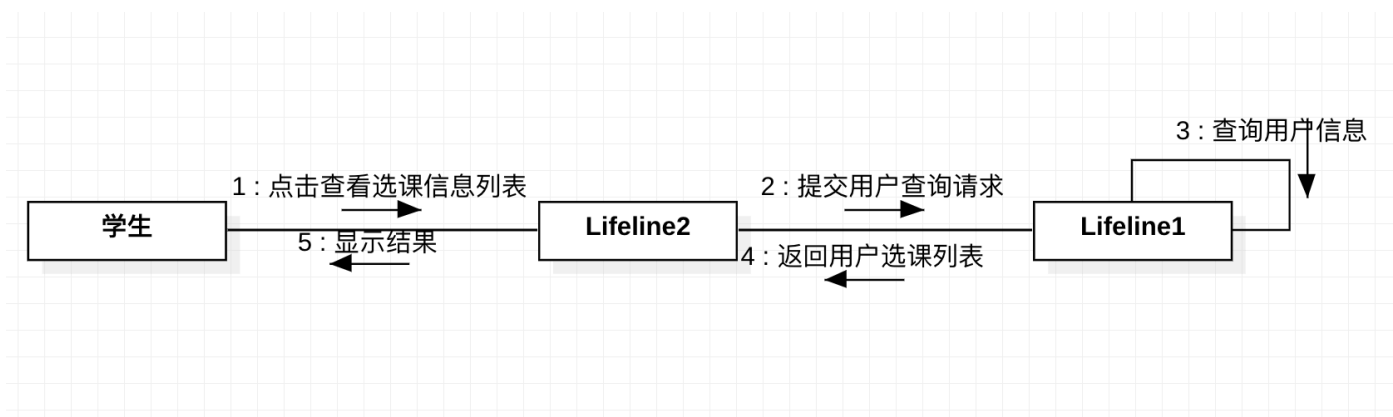 3 : 查询用户信息
1 : 点击查看选课信息列表
2 : 提交用户查询请求
学生
Lifeline2
Lifeline1
5 : 显示结果
4 : 返回用户选课列表